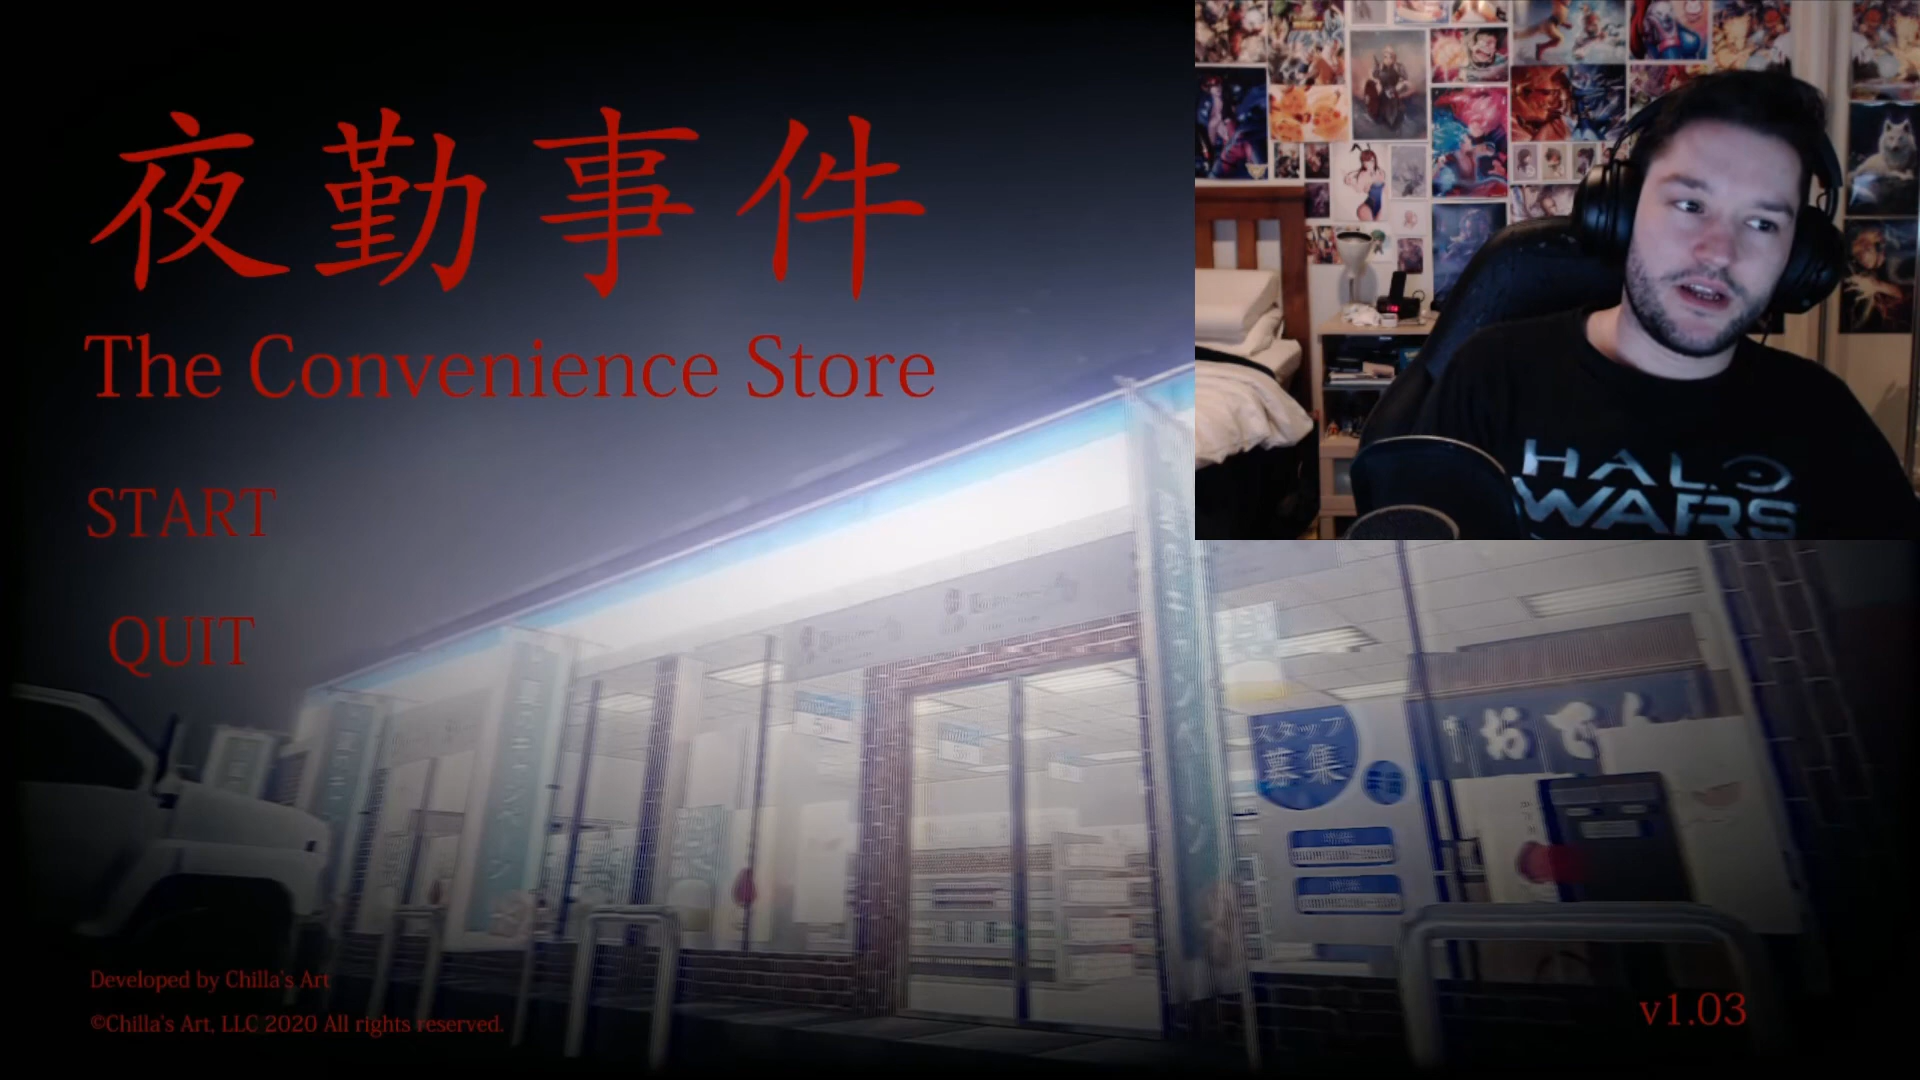 夜勤事件
The Convenience Store
START
QUIT
HALO
WARS
スタッフ
募集
おでん
Developed by Chilla's Art
©Chilla's Art, LLC 2020 All rights reserved.
v1.03